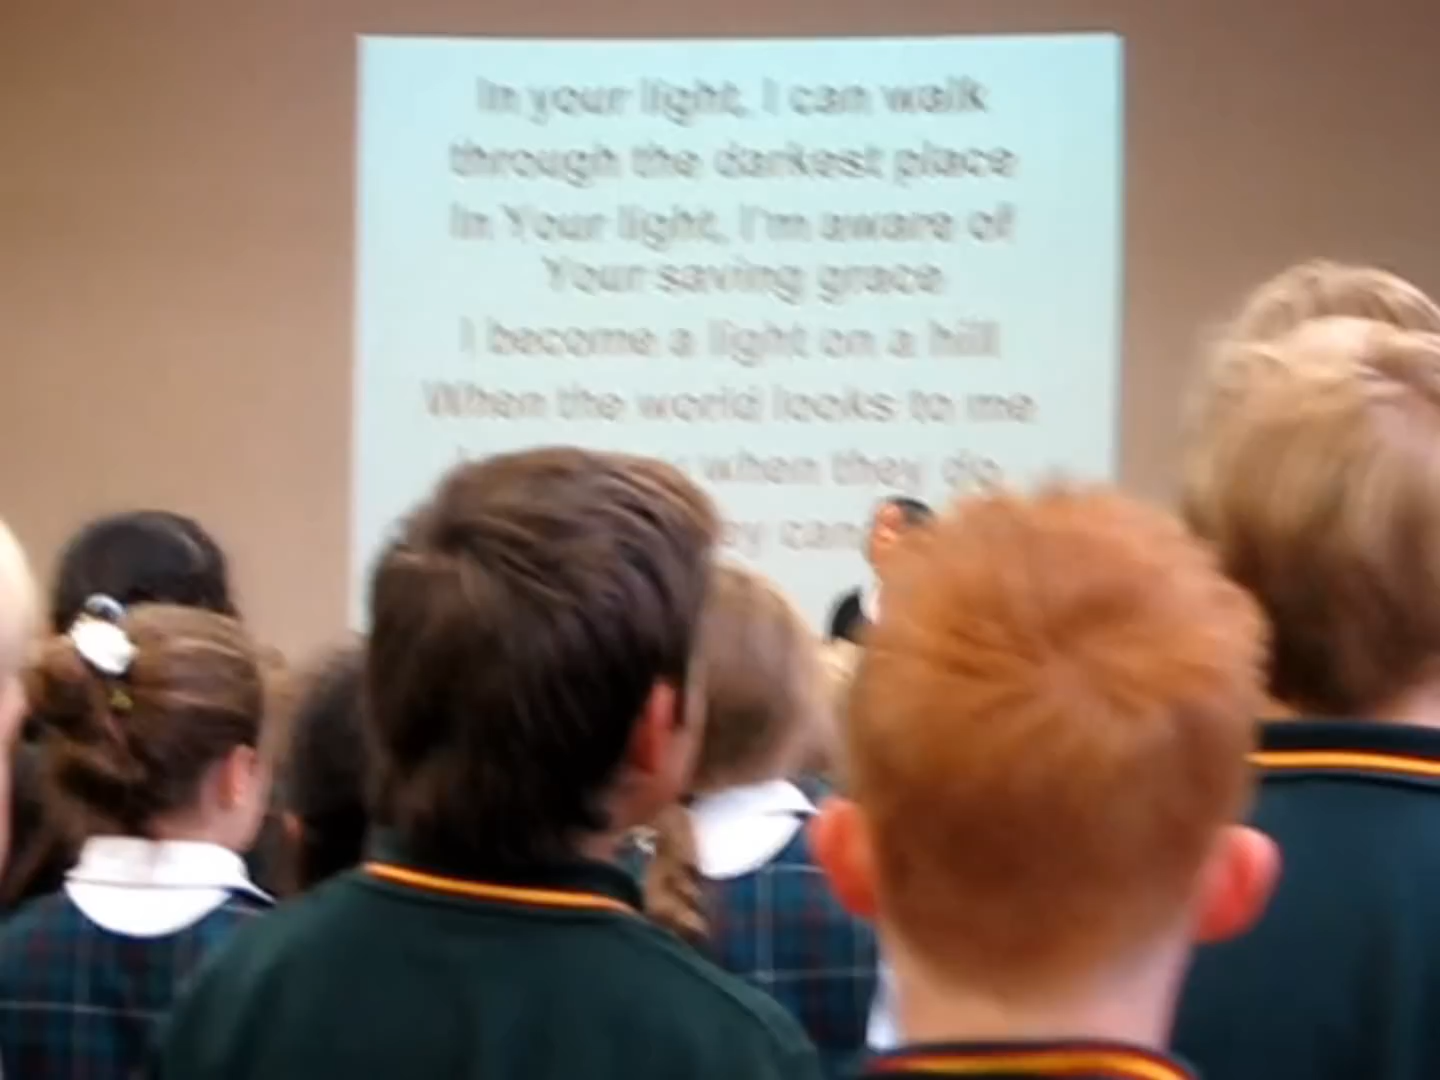 In your light, I can walk
through the darkest place
In Your light, I'm aware of
Your saving grace
I become a light on a hill
When the world looks to me
when they do